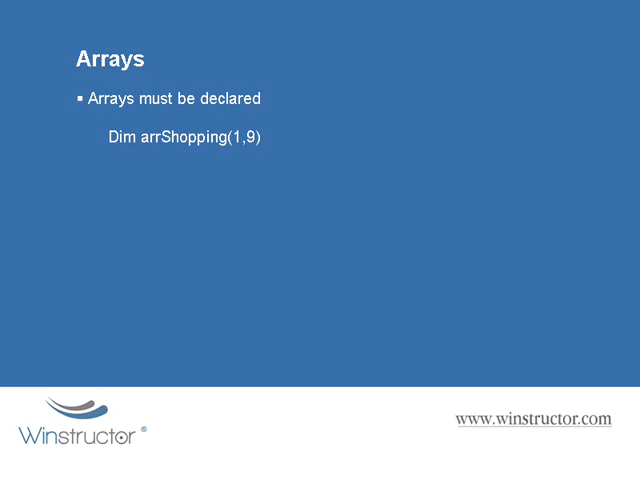 Arrays
▪ Arrays must be declared
Dim arrShopping(1,9)
Winstructor®
www.winstructor.com